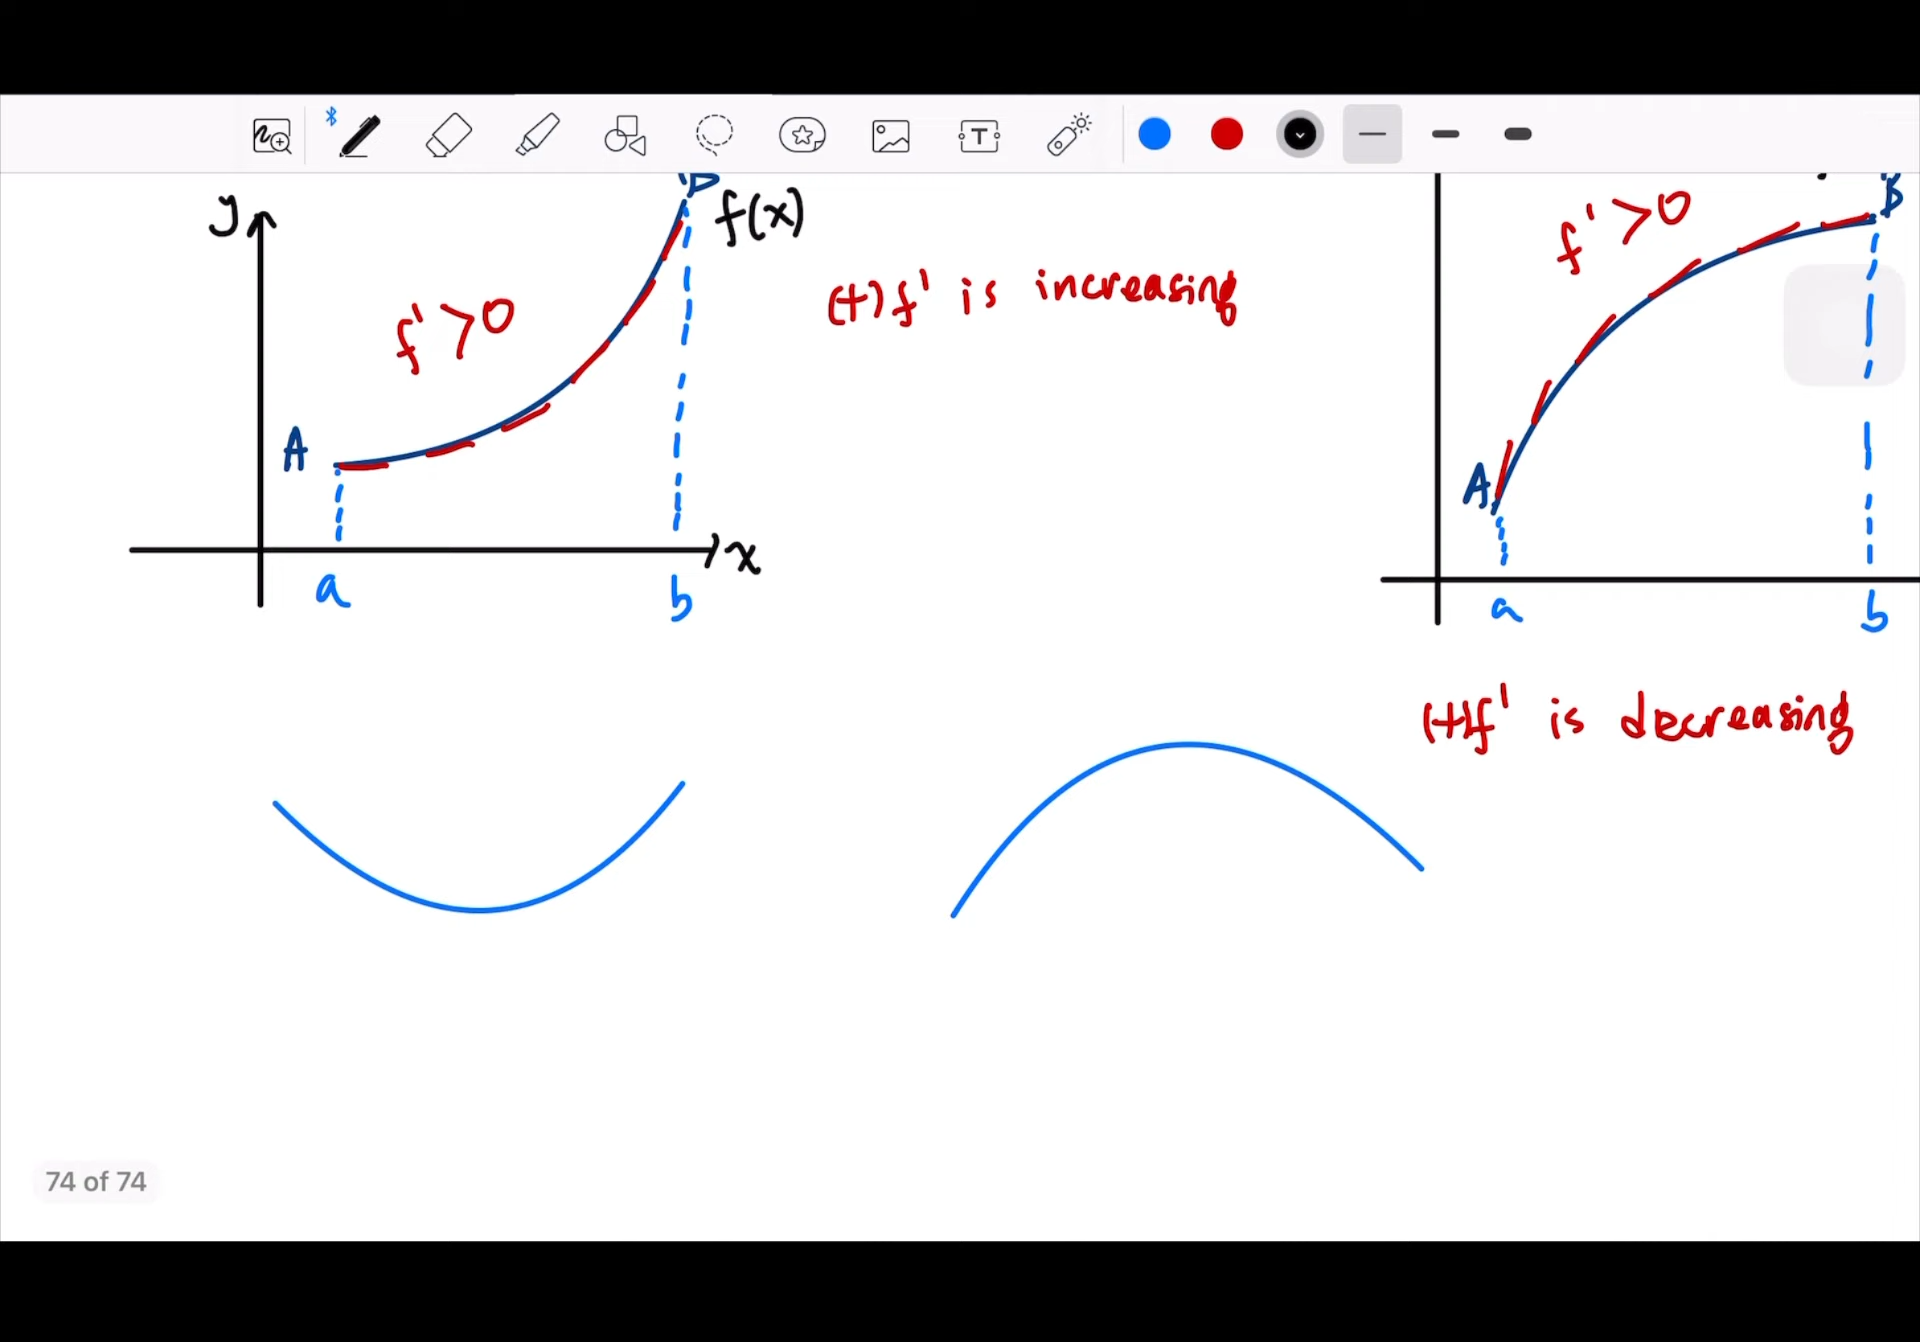 y
f(x)
f' >0
(+) f' is increasing
A
x
a
b
f' >0
B
A
a
b
(+)f' is decreasing
74 of 74
T